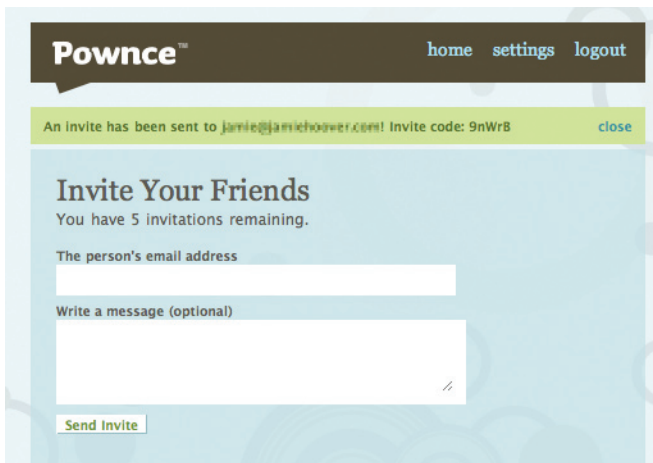 Pownce™
home settings logout
An invite has been sent to ! Invite code: 9nWrB close
Invite Your Friends
You have 5 invitations remaining.
The person's email address
Write a message (optional)
Send Invite